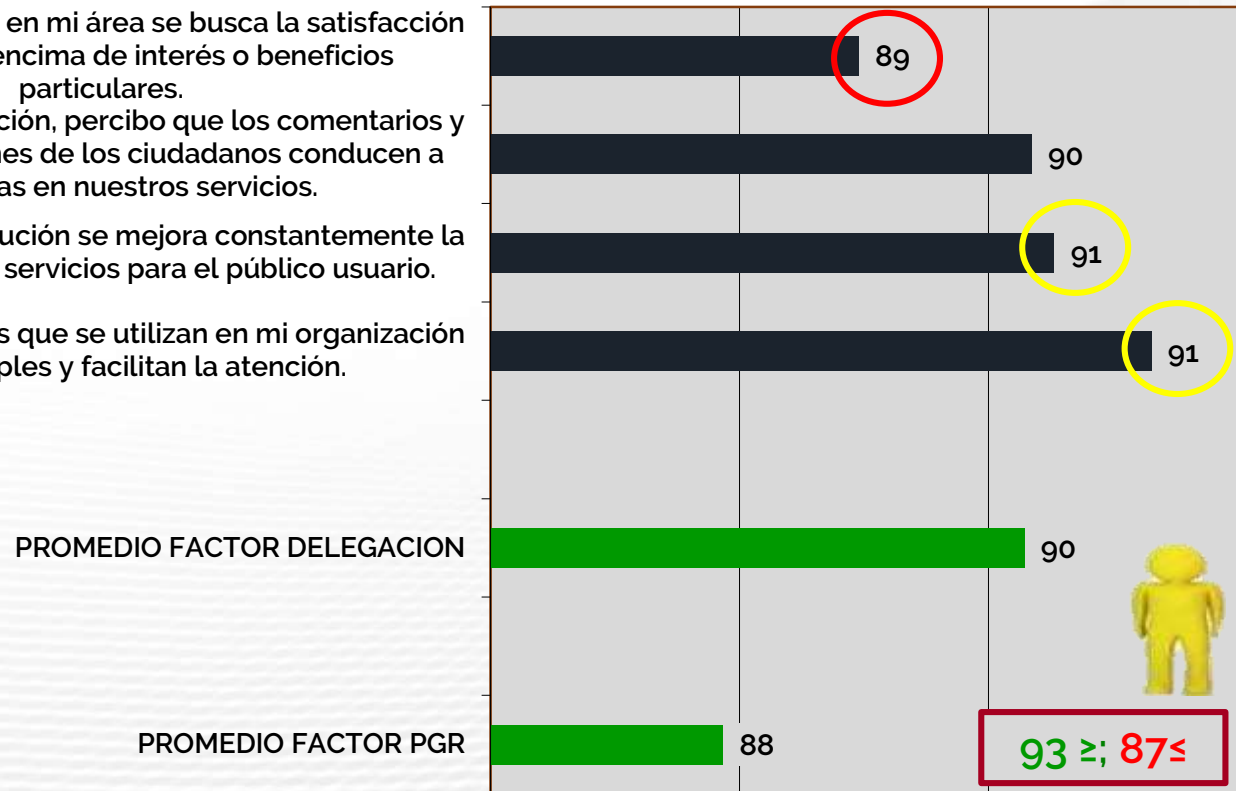 en mi área se busca la satisfacción
encima de interés o beneficios
particulares.
89
ción, percibo que los comentarios y
nes de los ciudadanos conducen a
as en nuestros servicios.
90
ución se mejora constantemente la
servicios para el público usuario.
91
s que se utilizan en mi organización
ples y facilitan la atención.
91
PROMEDIO FACTOR DELEGACION
90
PROMEDIO FACTOR PGR
88
93 ≥; 87≤